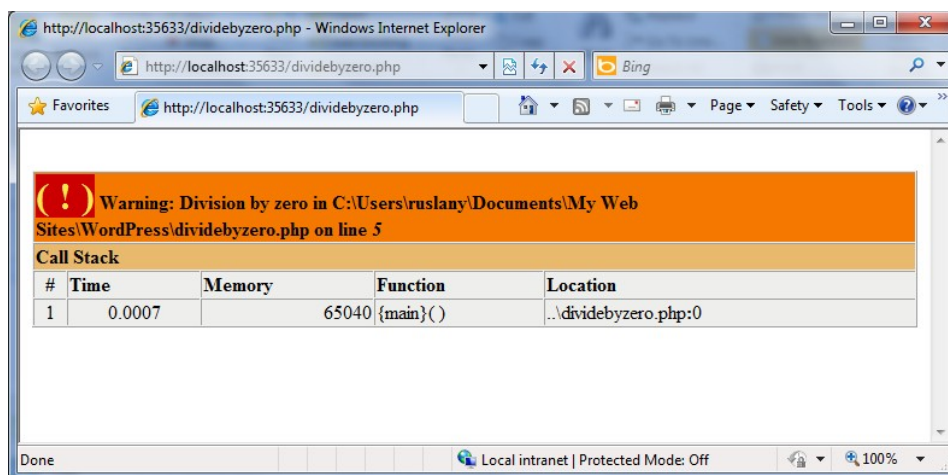 http://localhost:35633/dividebyzero.php - Windows Internet Explorer
http://localhost:35633/dividebyzero.php
Bing
Favorites
http://localhost:35633/dividebyzero.php
Page
Safety
Tools
( ! ) Warning: Division by zero in C:\Users\ruslany\Documents\My Web
Sites\WordPress\dividebyzero.php on line 5
Call Stack
# Time Memory Function Location
1 0.0007 65040 {main}( ) ..\dividebyzero.php:0
Done
Local intranet | Protected Mode: Off
100%